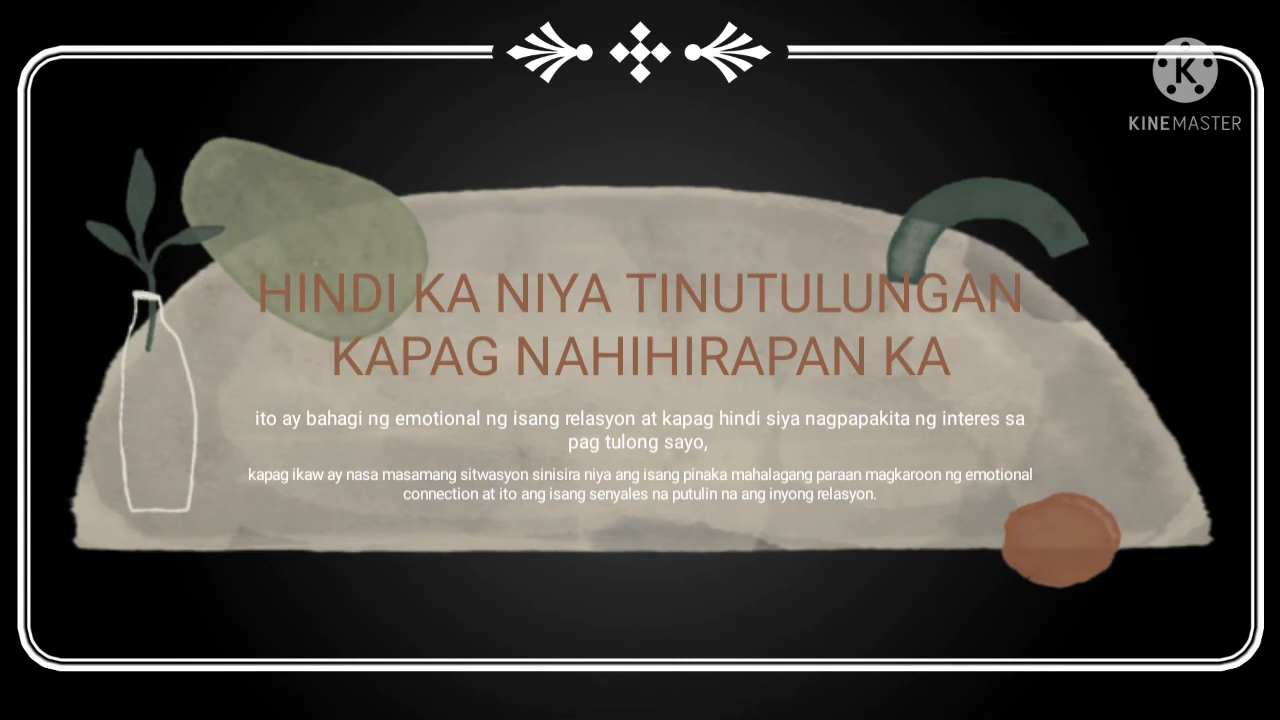 K
KINEMASTER
HINDI KA NIYA TINUTULUNGAN
KAPAG NAHIHIRAPAN KA
ito ay bahagi ng emotional ng isang relasyon at kapag hindi siya nagpapakita ng interes sa
pag tulong sayo,
kapag ikaw ay nasa masamang sitwasyon sinisira niya ang isang pinaka mahalagang paraan magkaroon ng emotional
connection at ito ang isang senyales na putulin na ang inyong relasyon.